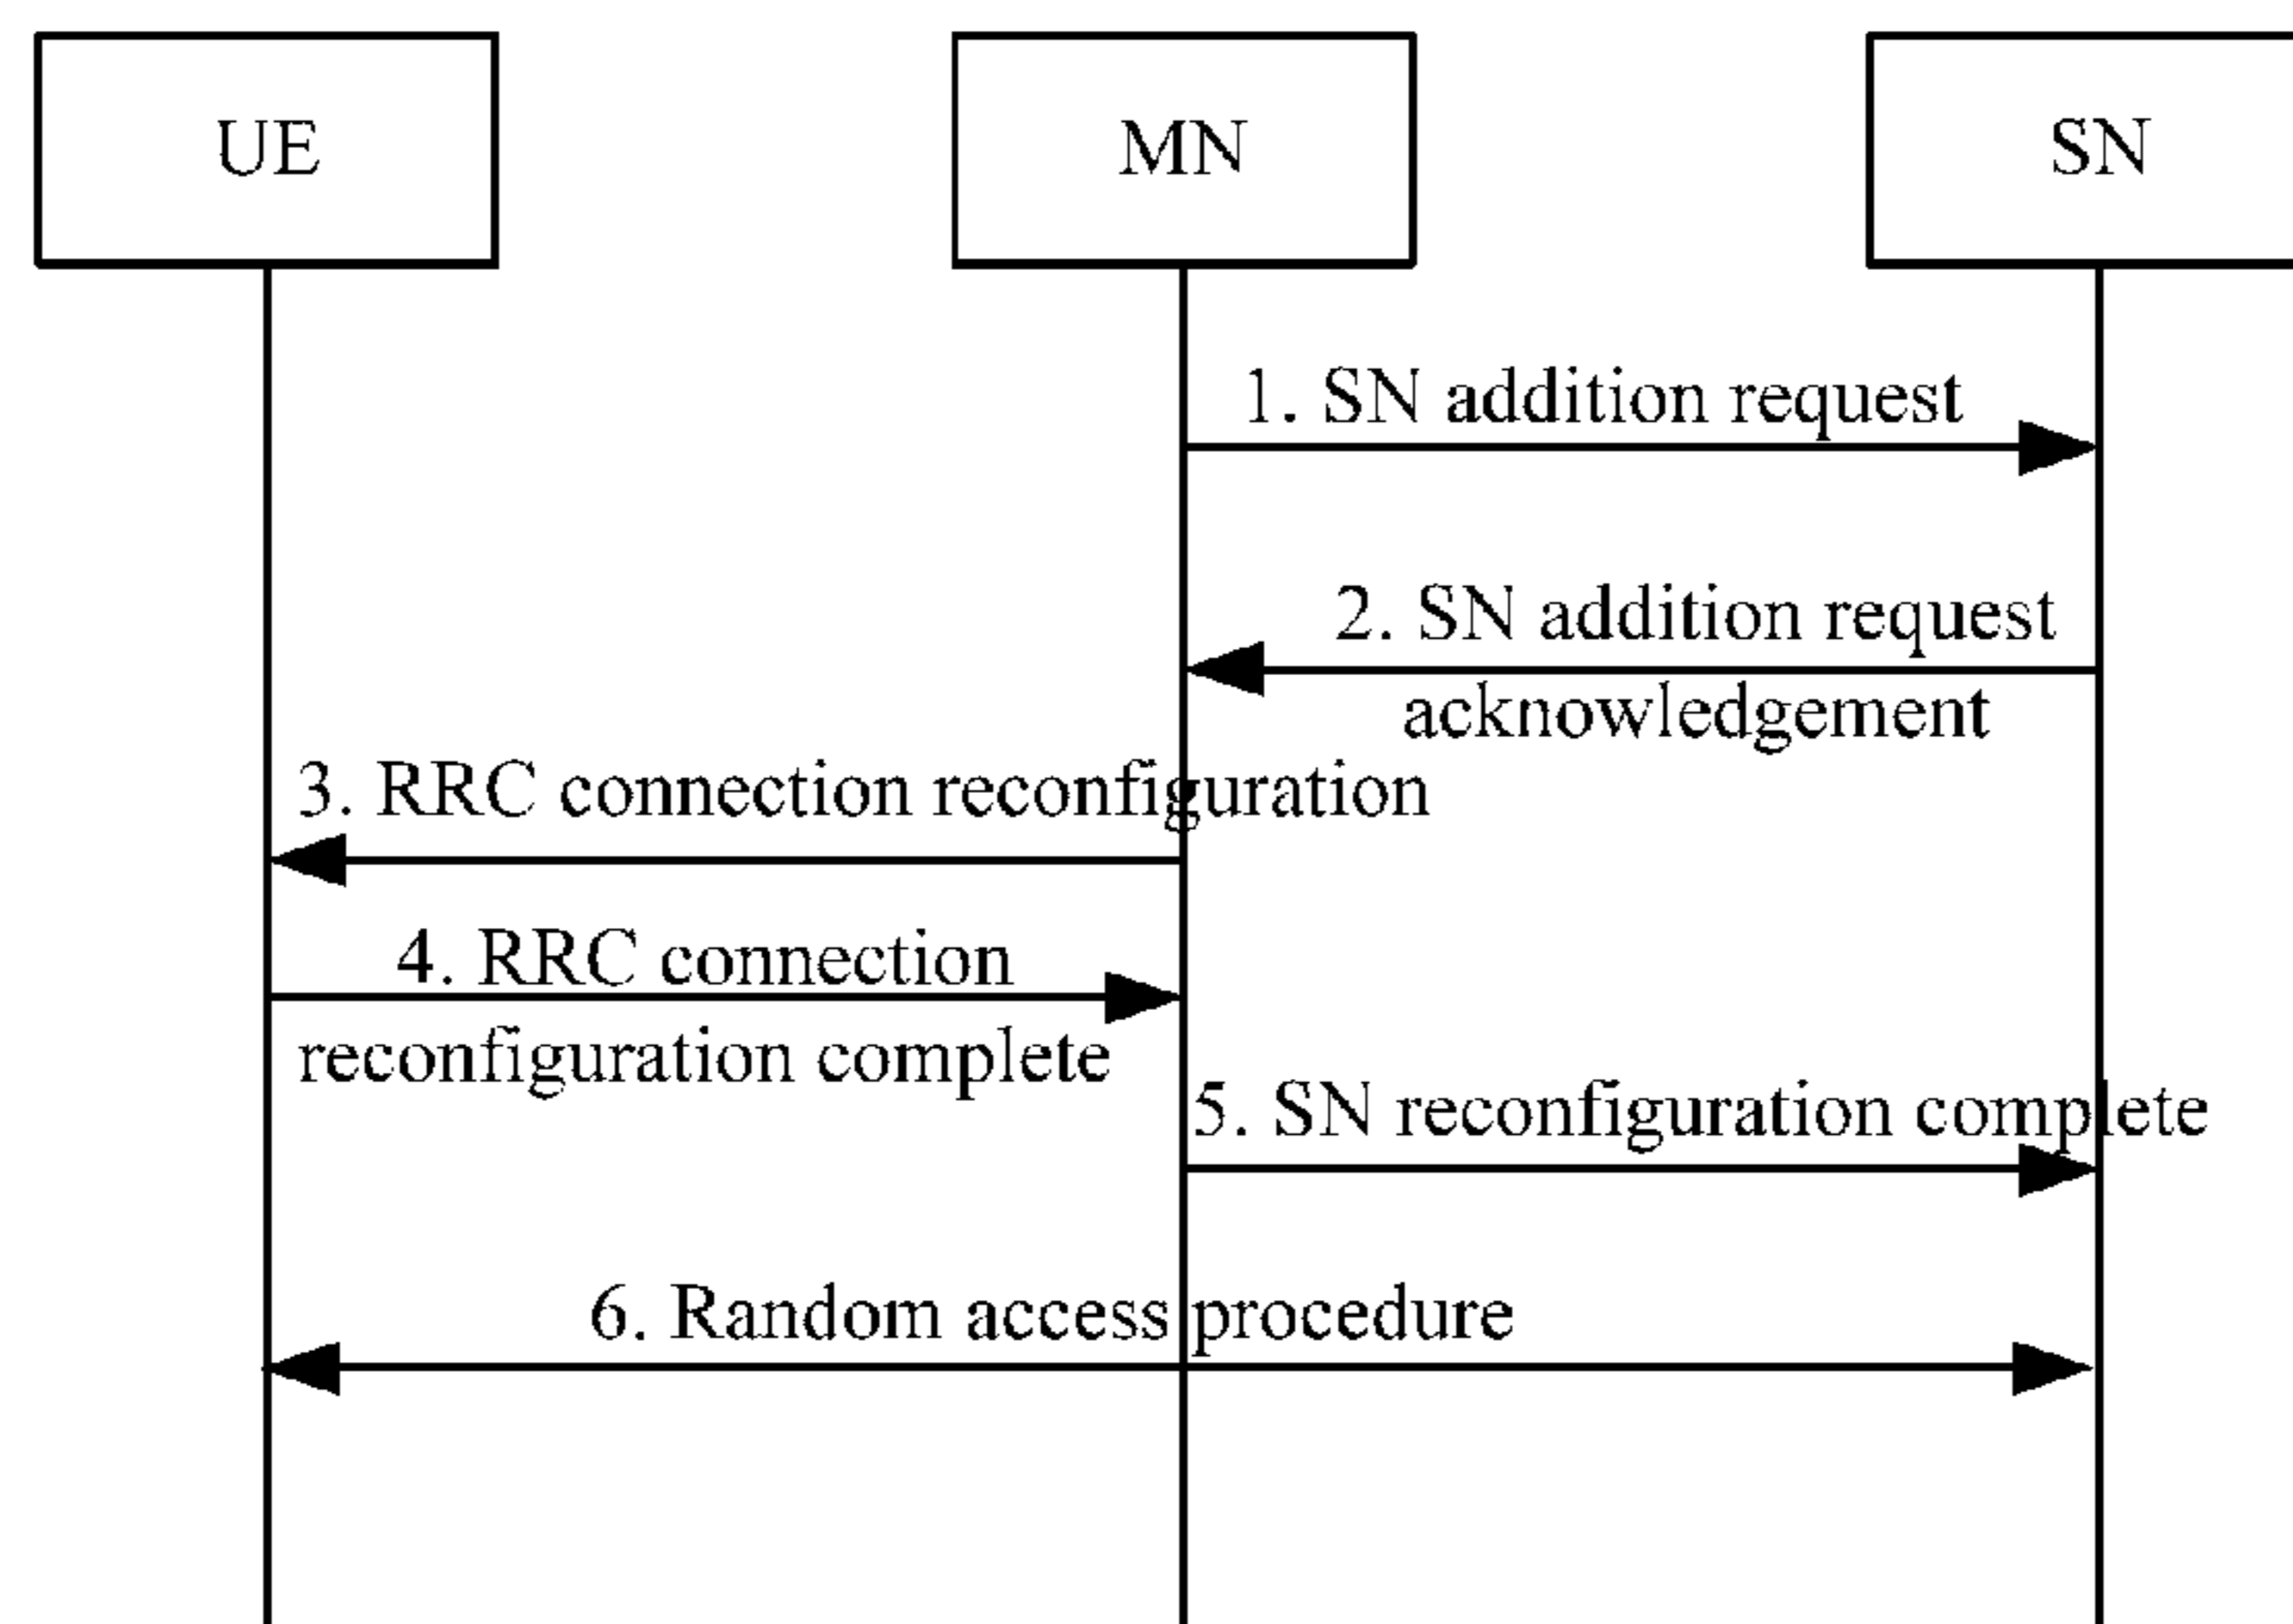 UE
MN
SN
1. SN addition request
2. SN addition request
acknowledgement
3. RRC connection reconfiguration
4. RRC connection
reconfiguration complete
5. SN reconfiguration complete
6. Random access procedure